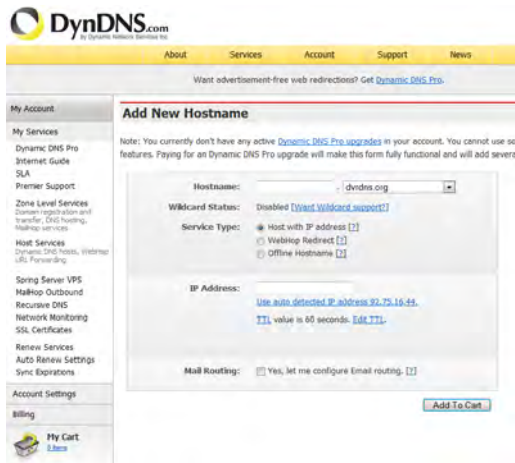 DynDNS.com
by Dynamic Network Services Inc.
About Services Account Support News
Want advertisement-free web redirections? Get Dynamic DNS Pro.
My Account
My Services
Dynamic DNS Pro
Internet Guide
SLA
Premier Support
Zone Level Services
Domain registration and
transfer, DNS hosting,
MailHop services
Host Services
Dynamic DNS hosts, WebHop
URL Forwarding
Spring Server VPS
MailHop Outbound
Recursive DNS
Network Monitoring
SSL Certificates
Renew Services
Auto Renew Settings
Sync Expirations
Account Settings
Billing
My Cart
0 items
Add New Hostname
Note: You currently don't have any active Dynamic DNS Pro upgrades in your account. You cannot use so
features. Paying for an Dynamic DNS Pro upgrade will make this form fully functional and will add severa
Hostname: . dyndns.org
Wildcard Status: Disabled [Want Wildcard support?]
Service Type: Host with IP address [?]
WebHop Redirect [?]
Offline Hostname [?]
IP Address:
Use auto detected IP address 92.75.16.44.
TTL value is 60 seconds. Edit TTL.
Mail Routing: Yes, let me configure Email routing. [?]
Add To Cart